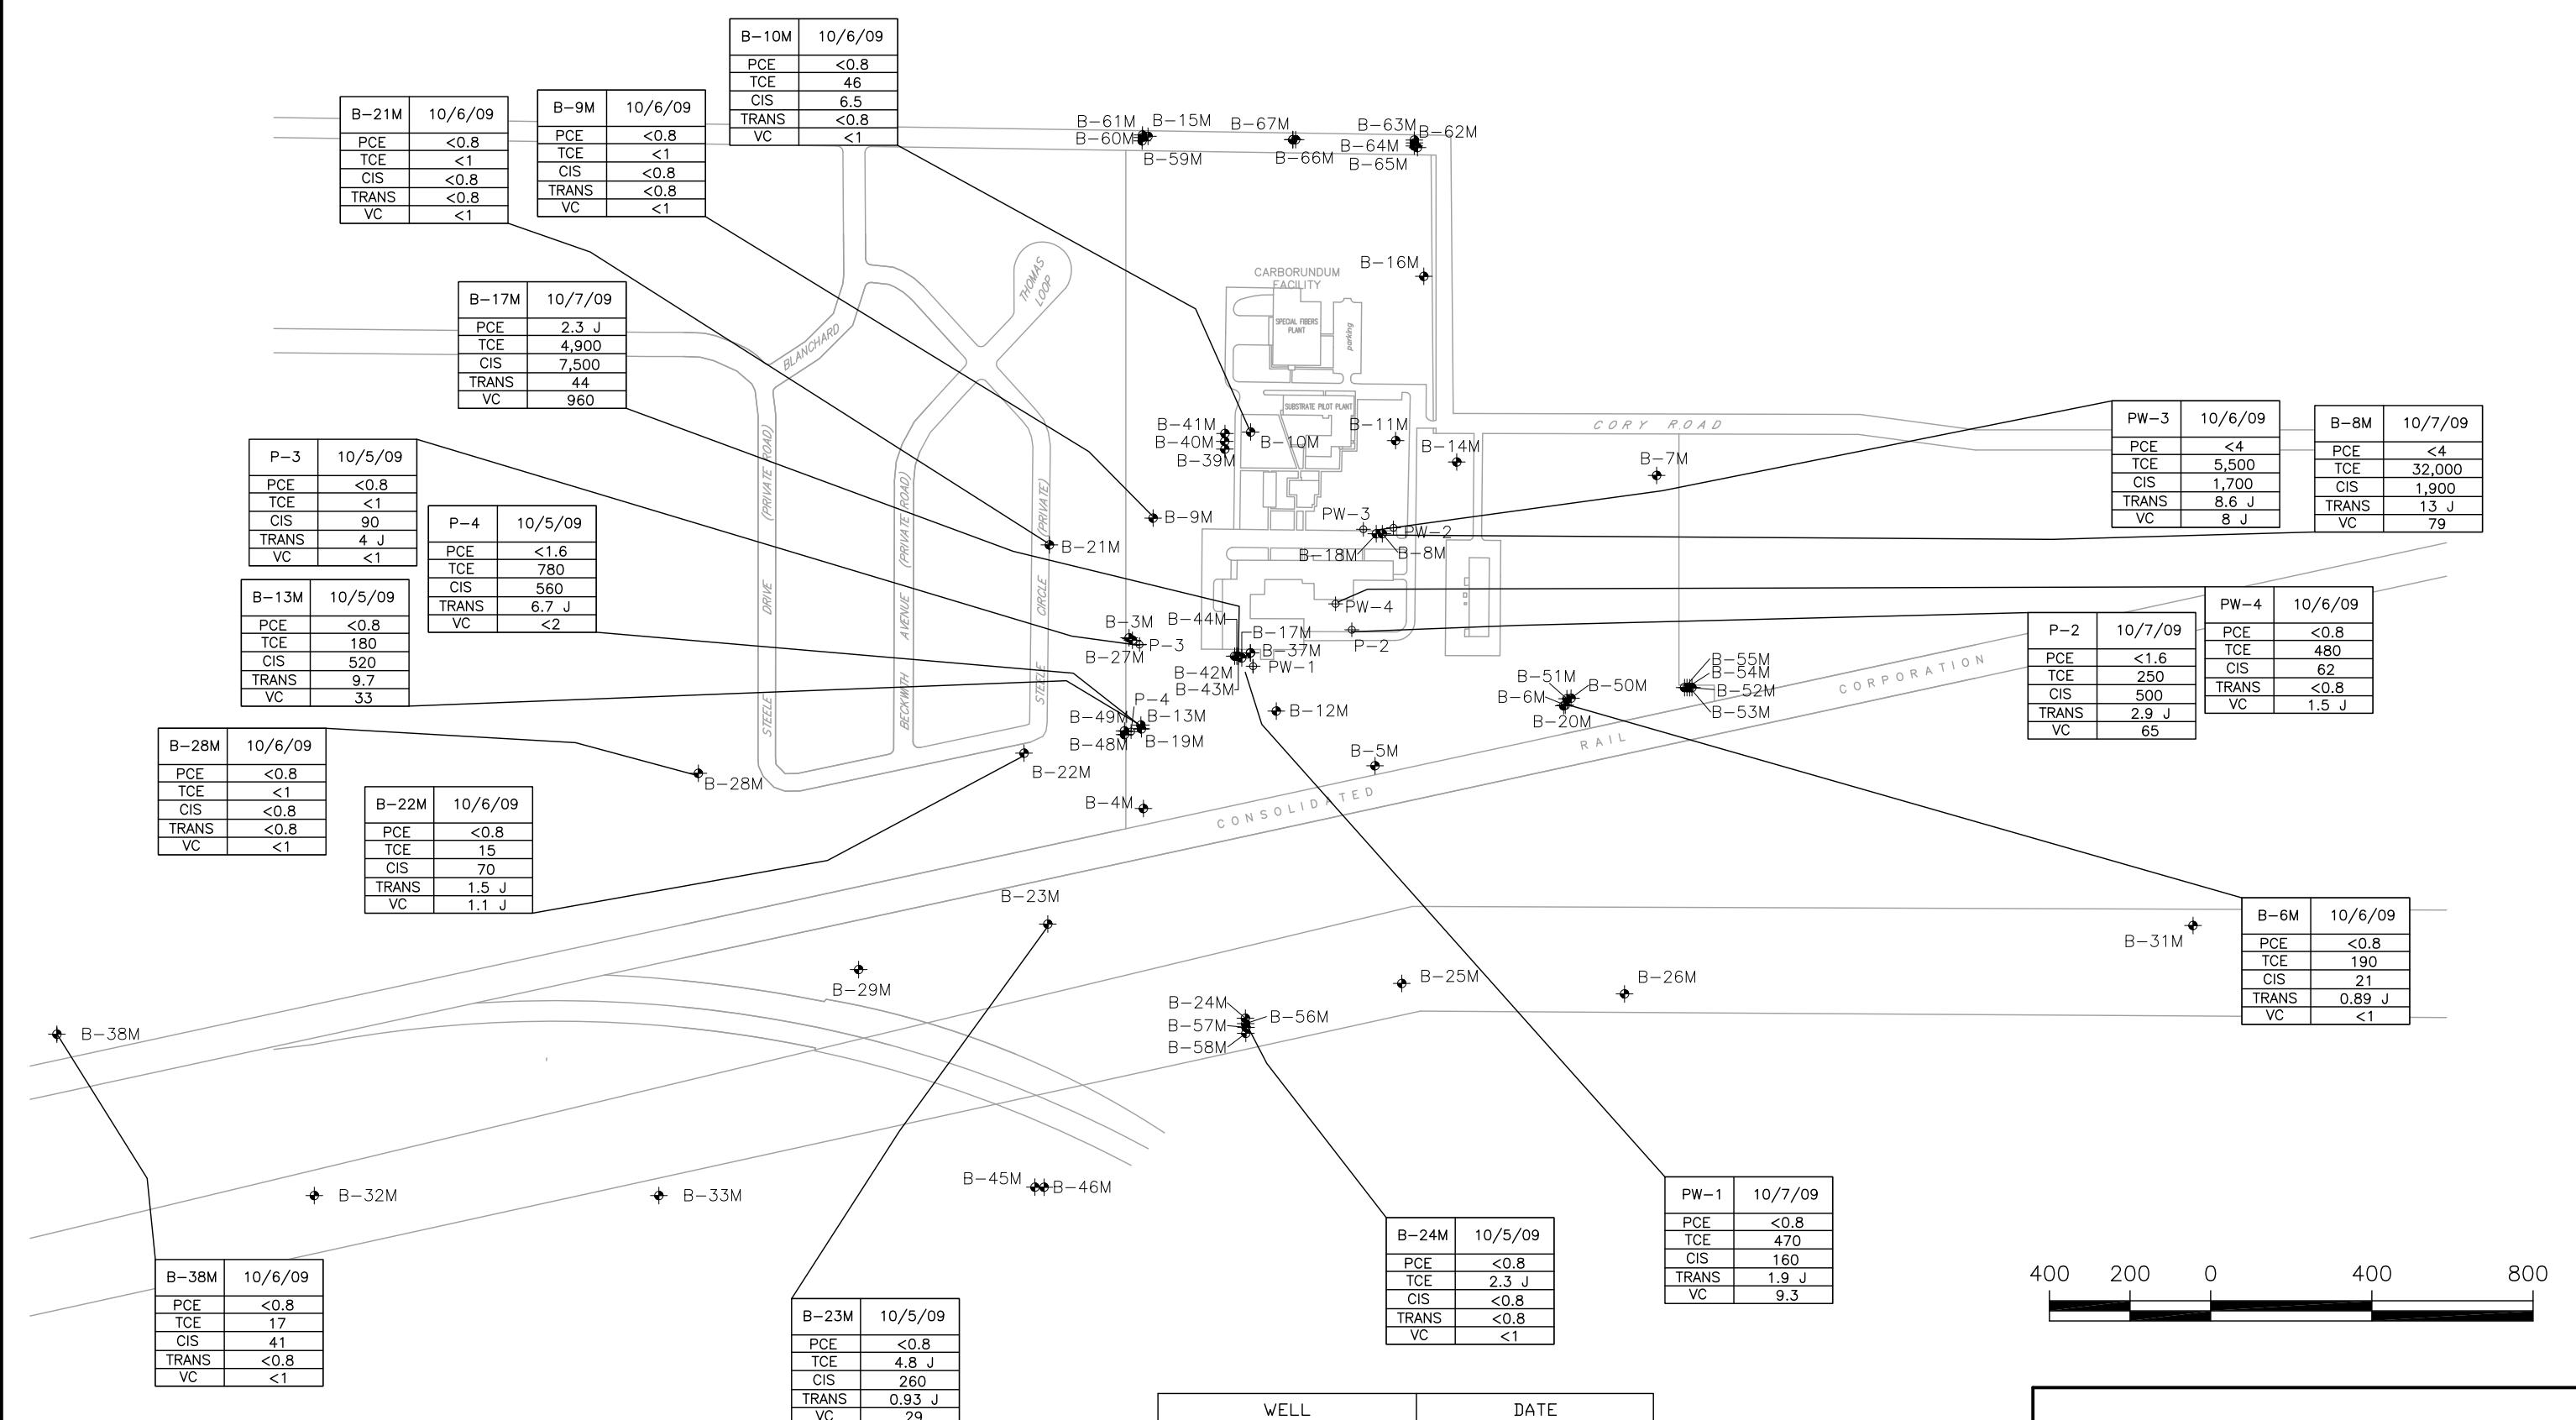 B-10M 10/6/09
PCE <0.8
TCE 46
CIS 6.5
TRANS <0.8
VC <1
B-21M 10/6/09
PCE <0.8
TCE <1
CIS <0.8
TRANS <0.8
VC <1
B-9M 10/6/09
PCE <0.8
TCE <1
CIS <0.8
TRANS <0.8
VC <1
B-61M
B-15M
B-60M
B-59M
B-67M
B-66M
B-63M
B-62M
B-64M
B-65M
B-17M 10/7/09
PCE 2.3 J
TCE 4,900
CIS 7,500
TRANS 44
VC 960
THOMAS
LOOP
BLANCHARD
B-16M
CARBORUNDUM
FACILITY
SPECIAL FIBERS
PLANT
parking
SUBSTRATE PILOT PLANT
B-41M
B-40M
B-39M
B-10M
B-11M
B-14M
CORY ROAD
B-7M
PW-3 10/6/09
PCE <4
TCE 5,500
CIS 1,700
TRANS 8.6 J
VC 8 J
B-8M 10/7/09
PCE <4
TCE 32,000
CIS 1,900
TRANS 13 J
VC 79
P-3 10/5/09
PCE <0.8
TCE <1
CIS 90
TRANS 4 J
VC <1
P-4 10/5/09
PCE <1.6
TCE 780
CIS 560
TRANS 6.7 J
VC <2
B-13M 10/5/09
PCE <0.8
TCE 180
CIS 520
TRANS 9.7
VC 33
STEELE DRIVE (PRIVATE ROAD)
BECKWITH AVENUE (PRIVATE ROAD)
STEELE CIRCLE (PRIVATE)
B-9M
B-21M
PW-3
PW-2
B-18M
B-8M
PW-4
P-2
B-44M
B-3M
P-3
B-27M
B-17M
B-37M
B-42M
PW-1
B-43M
B-12M
P-4
B-49M
B-13M
B-48M
B-19M
B-22M
B-28M
B-4M
B-5M
B-51M
B-50M
B-6M
B-20M
B-55M
B-54M
B-52M
B-53M
CONSOLIDATED RAIL CORPORATION
PW-4 10/6/09
PCE <0.8
TCE 480
CIS 62
TRANS <0.8
VC 1.5 J
P-2 10/7/09
PCE <1.6
TCE 250
CIS 500
TRANS 2.9 J
VC 65
B-28M 10/6/09
PCE <0.8
TCE <1
CIS <0.8
TRANS <0.8
VC <1
B-22M 10/6/09
PCE <0.8
TCE 15
CIS 70
TRANS 1.5 J
VC 1.1 J
B-23M
B-29M
B-38M
B-24M
B-56M
B-57M
B-58M
B-25M
B-26M
B-31M
B-6M 10/6/09
PCE <0.8
TCE 190
CIS 21
TRANS 0.89 J
VC <1
B-32M
B-33M
B-45M
B-46M
B-38M 10/6/09
PCE <0.8
TCE 17
CIS 41
TRANS <0.8
VC <1
B-23M 10/5/09
PCE <0.8
TCE 4.8 J
CIS 260
TRANS 0.93 J
VC 29
B-24M 10/5/09
PCE <0.8
TCE 2.3 J
CIS <0.8
TRANS <0.8
VC <1
PW-1 10/7/09
PCE <0.8
TCE 470
CIS 160
TRANS 1.9 J
VC 9.3
400 200 0 400 800
WELL DATE